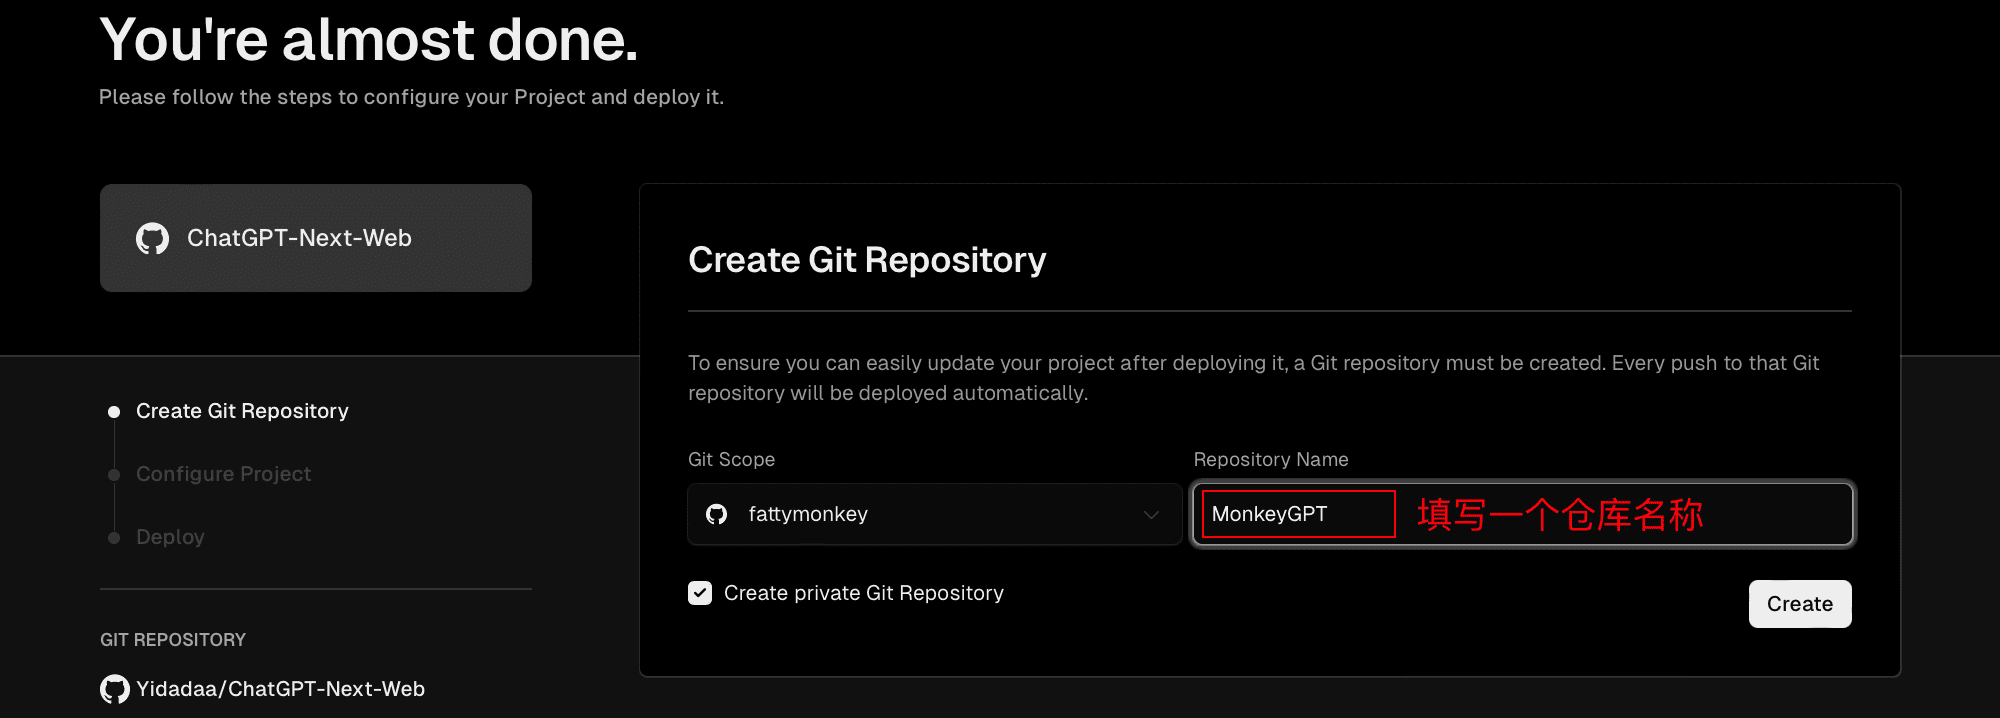 You're almost done.
Please follow the steps to configure your Project and deploy it.
ChatGPT-Next-Web
Create Git Repository
Configure Project
Deploy
GIT REPOSITORY
Yidadaa/ChatGPT-Next-Web
Create Git Repository
To ensure you can easily update your project after deploying it, a Git repository must be created. Every push to that Git
repository will be deployed automatically.
Git Scope
fattymonkey
Repository Name
MonkeyGPT 填写一个仓库名称
Create private Git Repository
Create